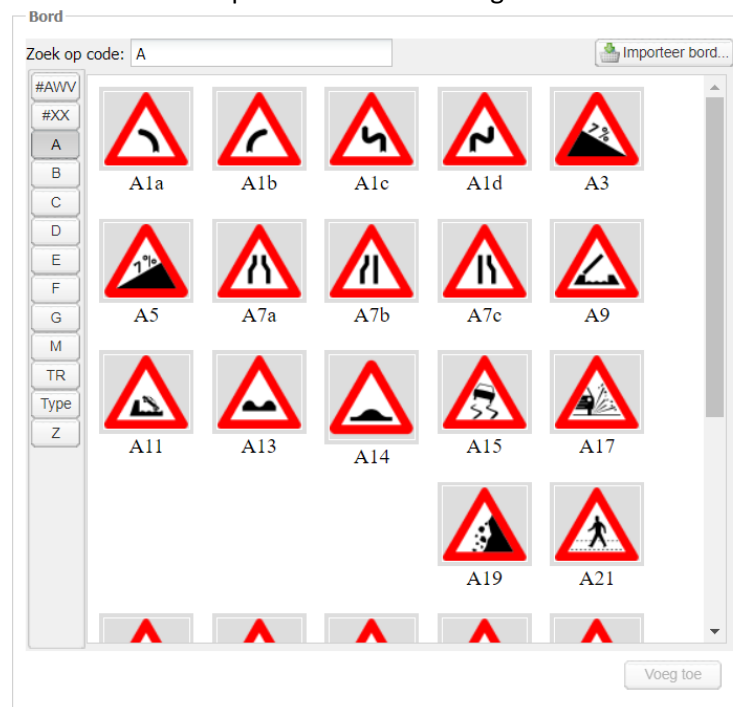 Bord
Zoek op code: A
Importeer bord...
#AWV
#XX
A
B
C
D
E
F
G
M
TR
Type
Z
A1a A1b A1c A1d A3
7%
7%
A5 A7a A7b A7c A9
A11 A13 A14 A15 A17
A19 A21
Voeg toe